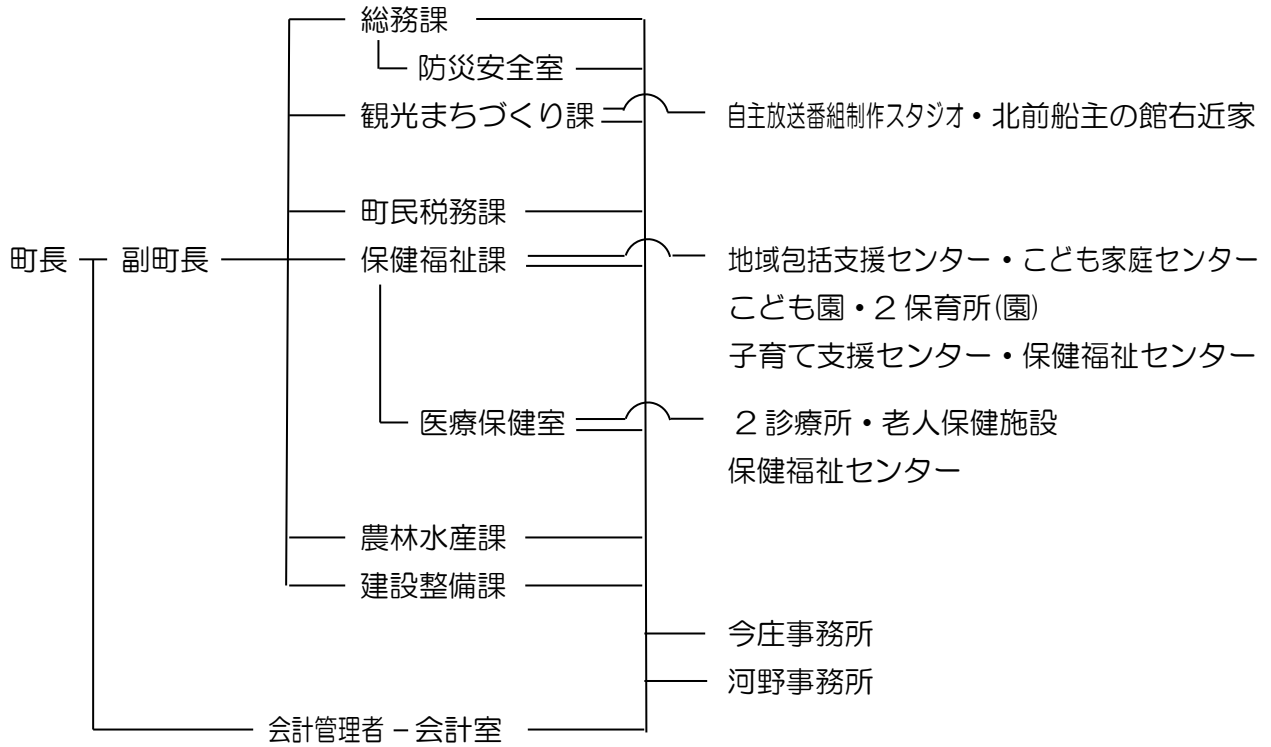 総務課
防災安全室
観光まちづくり課 自主放送番組制作スタジオ・北前船主の館右近家
町民税務課
町長 副町長 保健福祉課 地域包括支援センター・こども家庭センター
こども園・2保育所(園)
子育て支援センター・保健福祉センター
医療保健室 2診療所・老人保健施設
保健福祉センター
農林水産課
建設整備課
今庄事務所
河野事務所
会計管理者－会計室